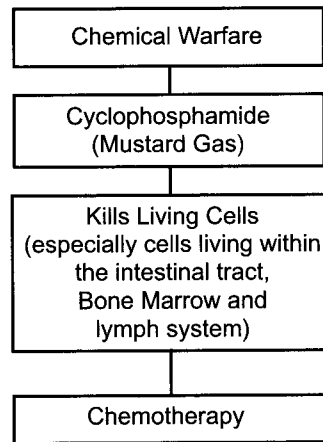 Chemical Warfare
Cyclophosphamide
(Mustard Gas)
Kills Living Cells
(especially cells living within
the intestinal tract,
Bone Marrow and
lymph system)
Chemotherapy